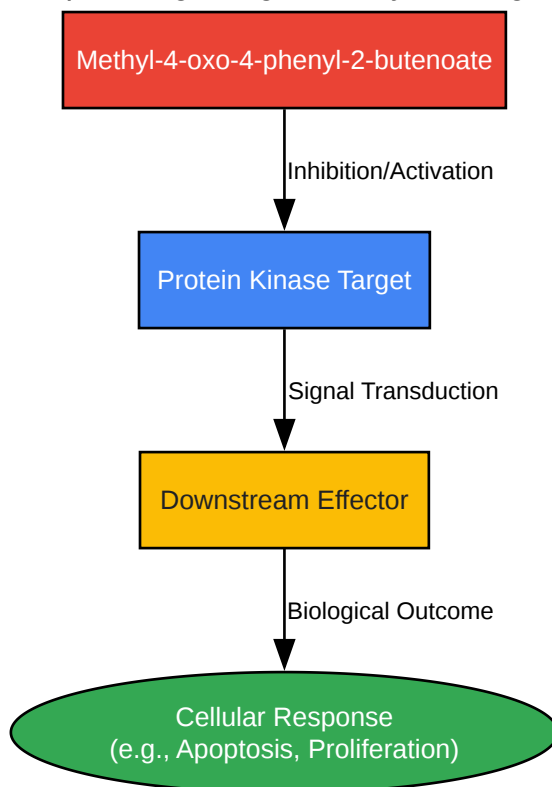 Methyl-4-oxo-4-phenyl-2-butenoate
Inhibition/Activation
Protein Kinase Target
Signal Transduction
Downstream Effector
Biological Outcome
Cellular Response
(e.g., Apoptosis, Proliferation)